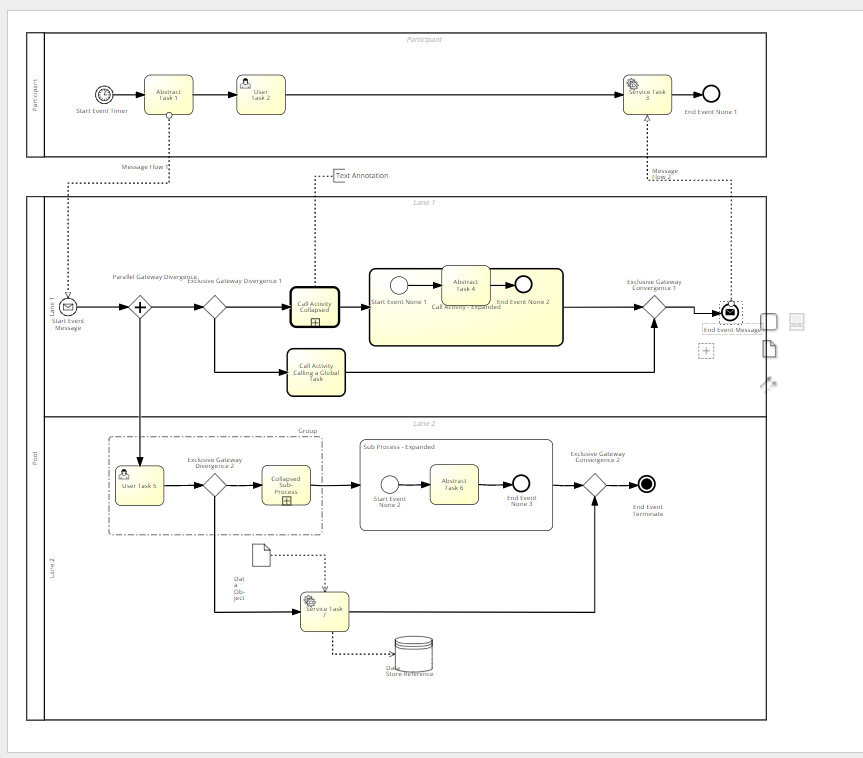 Participant
Participant
Start Event Timer
Abstract
Task 1
User
Task 2
Service Task
3
End Event None 1
Message Flow 1
Text Annotation
Message
Flow 2
Pool
Lane 1
Lane 1
Start Event
Message
Parallel Gateway Divergence
Exclusive Gateway Divergence 1
Call Activity
Collapsed
Start Event None 1
Abstract
Task 4
Call Activity - Expanded
End Event None 2
Exclusive Gateway
Convergence 1
End Event Message
Call Activity
Calling a Global
Task
Lane 2
Lane 2
Group
User Task 5
Exclusive Gateway
Divergence 2
Collapsed
Sub-
Process
Sub Process - Expanded
Start Event
None 2
Abstract
Task 6
End Event
None 3
Exclusive Gateway
Convergence 2
End Event
Terminate
Dat
a
Ob-
ject
Service Task
7
Data
Store Reference